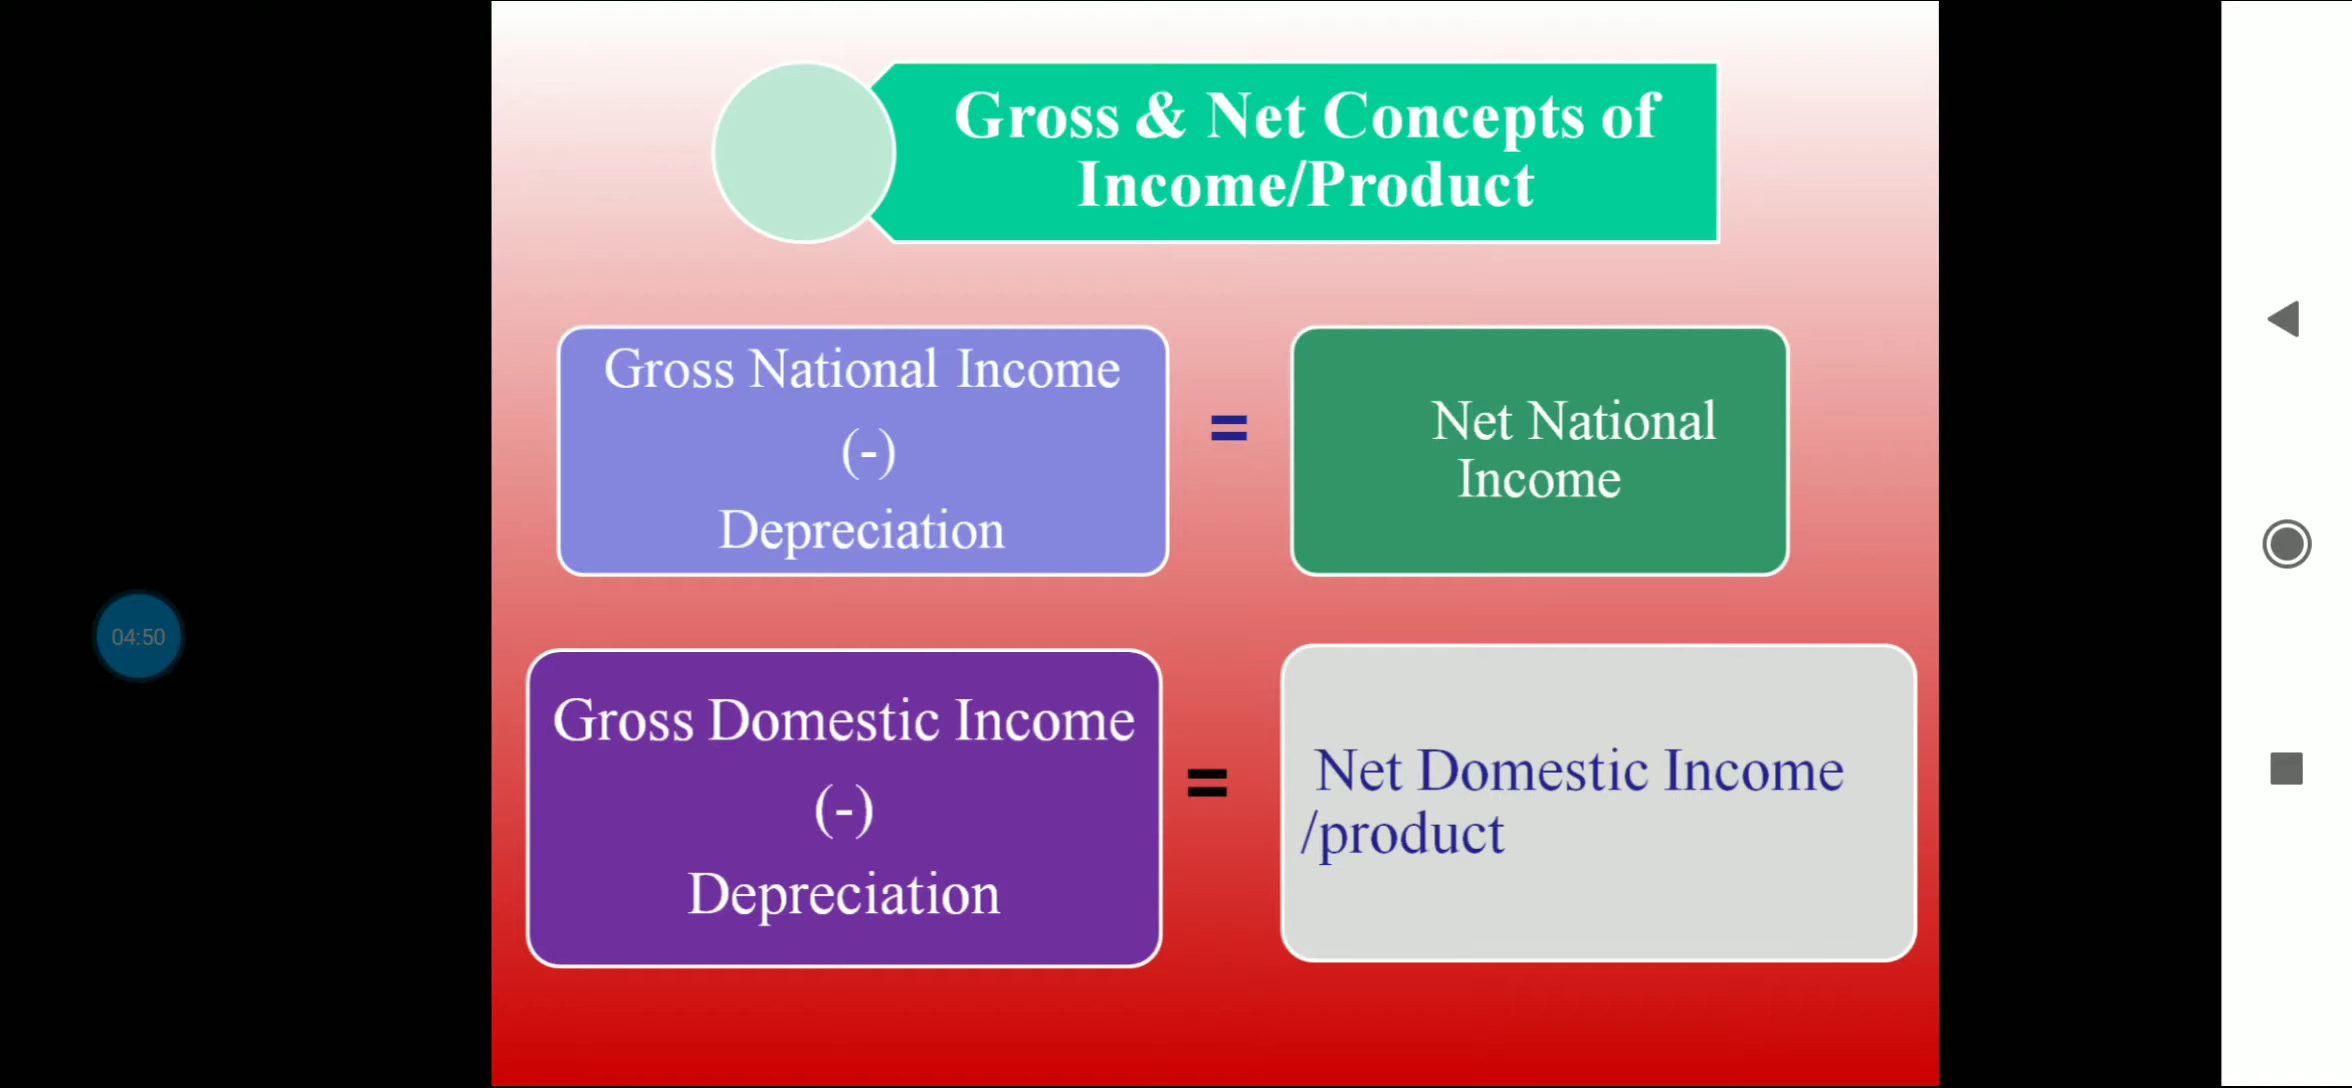 Gross & Net Concepts of
Income/Product
Gross National Income
(-)
Depreciation
=
Net National
Income
04:50
Gross Domestic Income
(-)
Depreciation
=
Net Domestic Income
/product